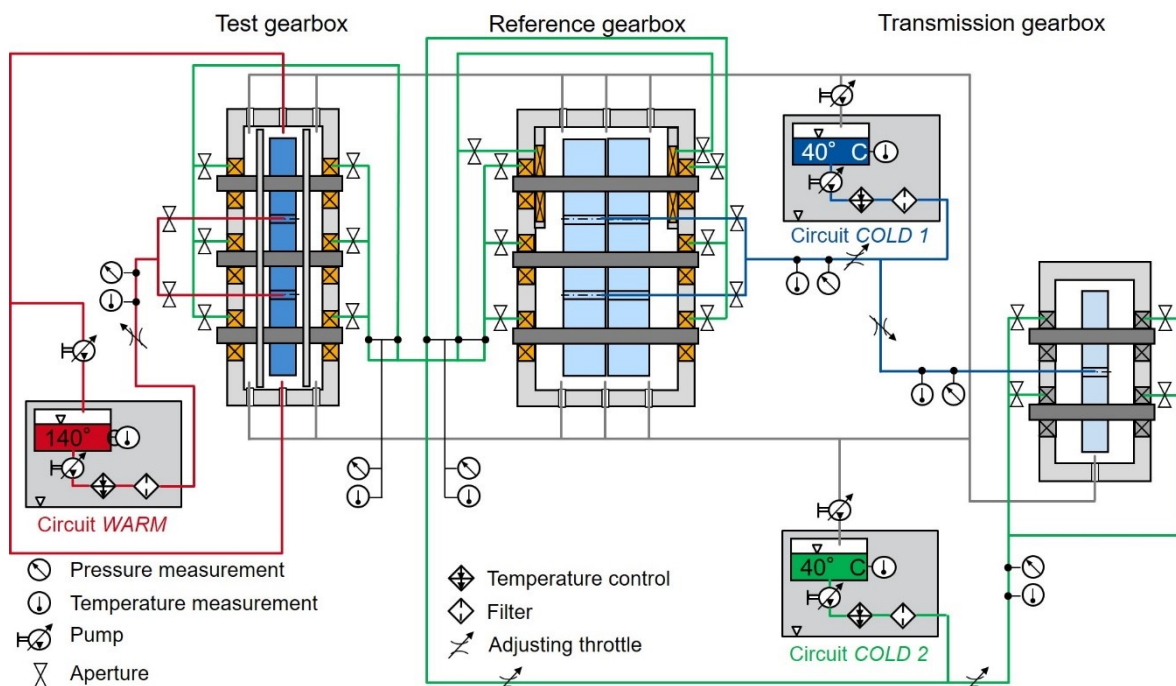 Test gearbox
Reference gearbox
Transmission gearbox
40° C
Circuit COLD 1
140°
Circuit WARM
40° C
Circuit COLD 2
Pressure measurement
Temperature measurement
Pump
Aperture
Temperature control
Filter
Adjusting throttle